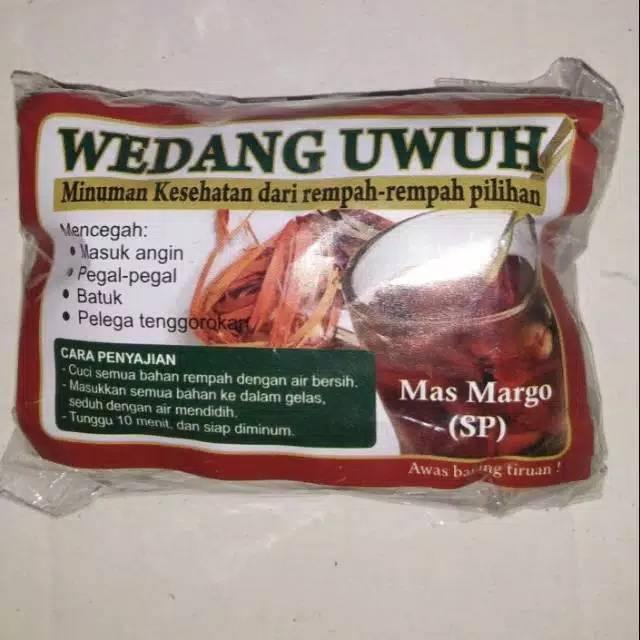 WEDANG UWUH
Minuman Kesehatan dari rempah-rempah pilihan
Mencegah:
• Masuk angin
• Pegal-pegal
• Batuk
• Pelega tenggorokan
CARA PENYAJIAN
- Cuci semua bahan rempah dengan air bersih.
- Masukkan semua bahan ke dalam gelas,
seduh dengan air mendidih.
- Tunggu 10 menit, dan siap diminum.
Mas Margo
(SP)
Awas barang tiruan !